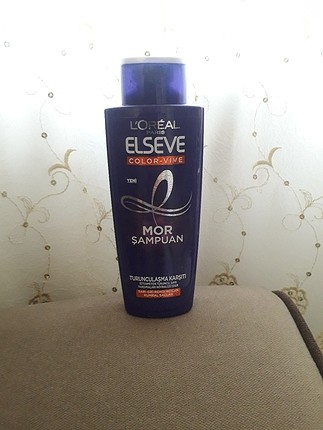 L'ORÉAL
PARIS
ELSEVE
COLOR-VIVE
YENİ
MOR
ŞAMPUAN
TURUNCULAŞMA KARŞITI